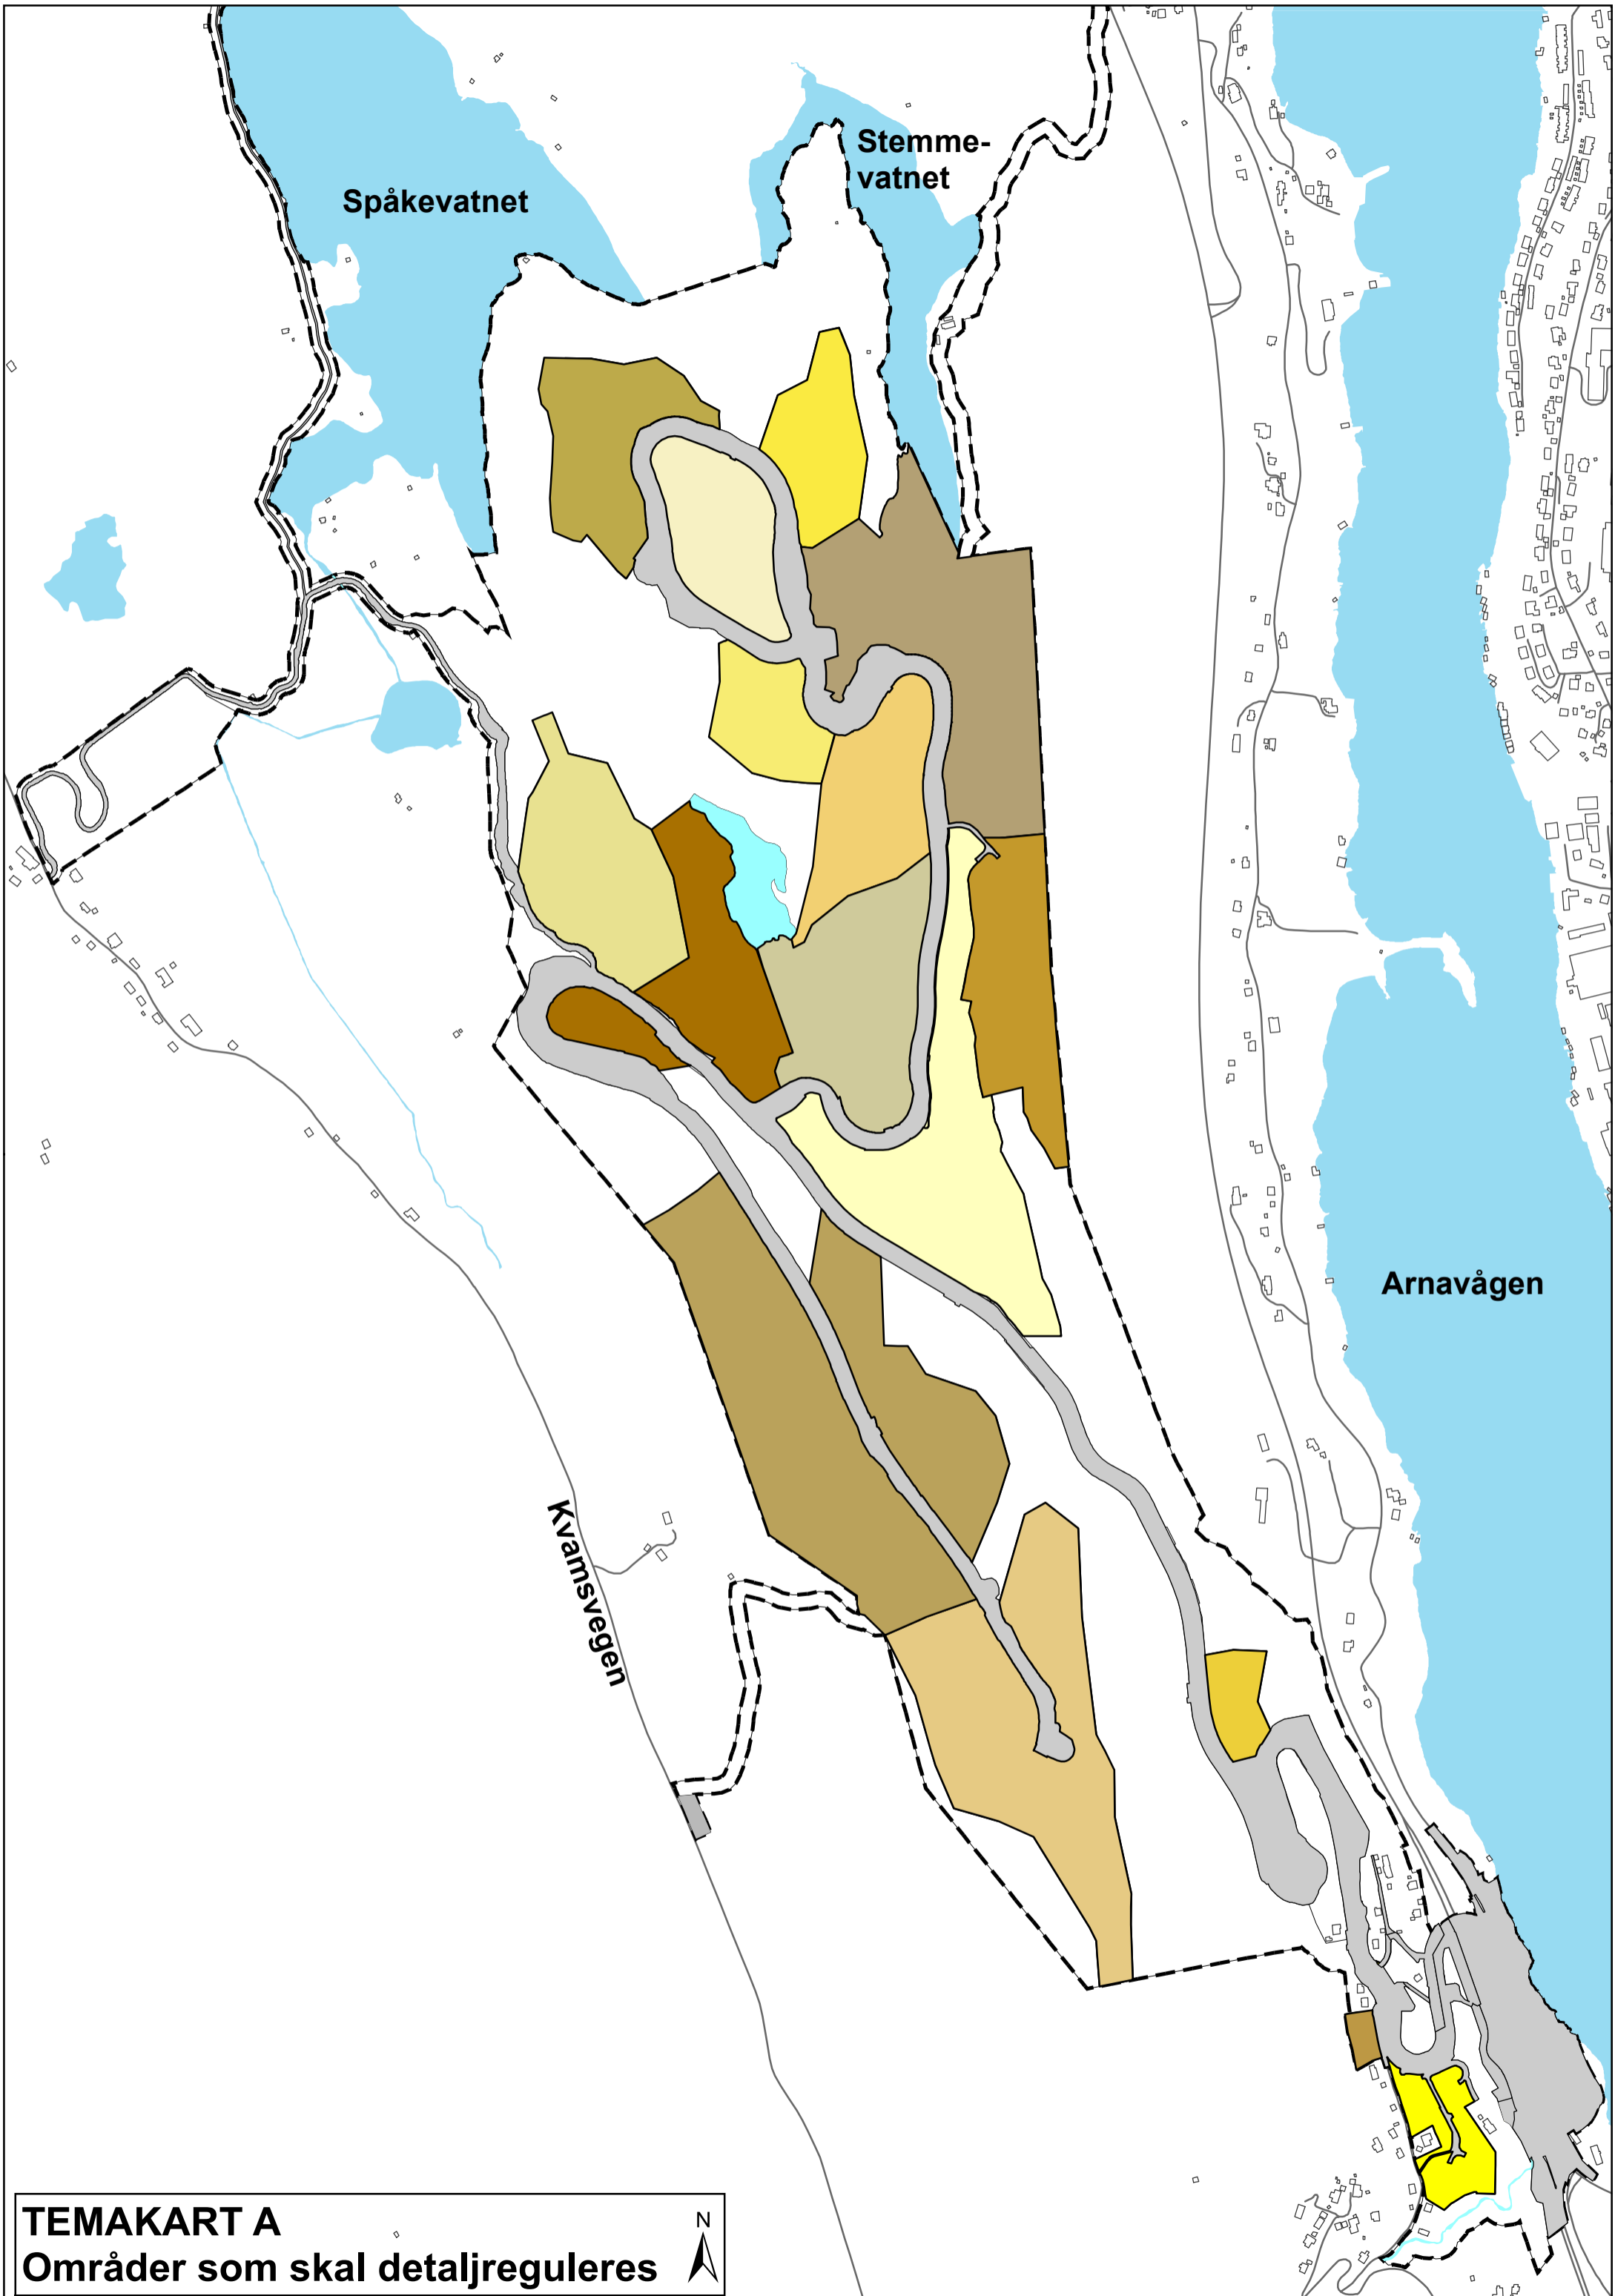 Stemme-
vatnet
Spåkevatnet
Arnavågen
Kvamsvegen
TEMAKART A
Områder som skal detaljreguleres
N